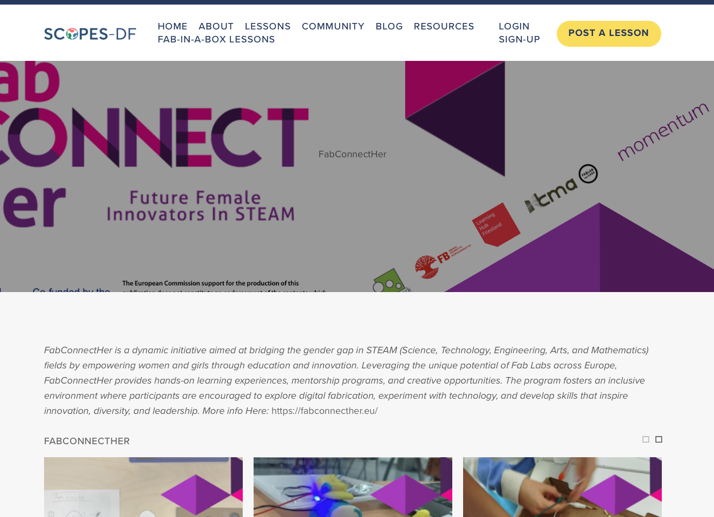 SCOPES-DF
HOME ABOUT LESSONS COMMUNITY BLOG RESOURCES
FAB-IN-A-BOX LESSONS
LOGIN
SIGN-UP
POST A LESSON
ab
CONNECT
er
Future Female
Innovators In STEAM
FabConnectHer
momentum
itma
Learning
Hub
Friesland
FB
Co-funded by the
The European Commission support for the production of this
FabConnectHer is a dynamic initiative aimed at bridging the gender gap in STEAM (Science, Technology, Engineering, Arts, and Mathematics)
fields by empowering women and girls through education and innovation. Leveraging the unique potential of Fab Labs across Europe,
FabConnectHer provides hands-on learning experiences, mentorship programs, and creative opportunities. The program fosters an inclusive
environment where participants are encouraged to explore digital fabrication, experiment with technology, and develop skills that inspire
innovation, diversity, and leadership. More info Here: https://fabconnecther.eu/
FABCONNECTHER